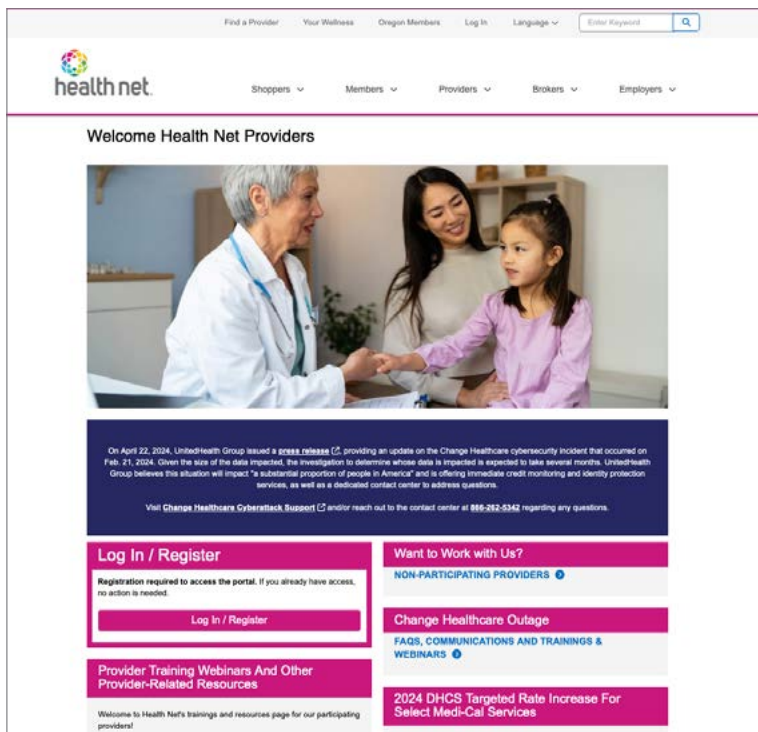 Find a Provider Your Wellness Oregon Members Log In Language Enter Keyword
health net.
Shoppers Members Providers Brokers Employers
Welcome Health Net Providers
On April 22, 2024, UnitedHealth Group issued a press release, providing an update on the Change Healthcare cybersecurity incident that occurred on
Feb. 21, 2024. Given the size of the data impacted, the investigation to determine whose data is impacted is expected to take several months. UnitedHealth
Group believes this situation will impact "a substantial proportion of people in America" and is offering immediate credit monitoring and identity protection
services, as well as a dedicated contact center to address questions.
Visit Change Healthcare Cyberattack Support and/or reach out to the contact center at 866-262-5342 regarding any questions.
Log In / Register
Registration required to access the portal. If you already have access,
no action is needed.
Log In / Register
Provider Training Webinars And Other
Provider-Related Resources
Welcome to Health Net's trainings and resources page for our participating
providers!
Want to Work with Us?
NON-PARTICIPATING PROVIDERS
Change Healthcare Outage
FAQS, COMMUNICATIONS AND TRAININGS &
WEBINARS
2024 DHCS Targeted Rate Increase For
Select Medi-Cal Services